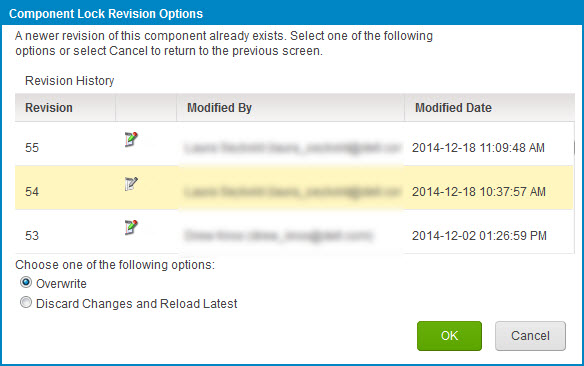 Component Lock Revision Options
A newer revision of this component already exists. Select one of the following
options or select Cancel to return to the previous screen.
Revision History
Revision Modified By Modified Date
55 2014-12-18 11:09:48 AM
54 2014-12-18 10:37:57 AM
53 2014-12-02 01:26:59 PM
Choose one of the following options:
Overwrite
Discard Changes and Reload Latest
OK Cancel